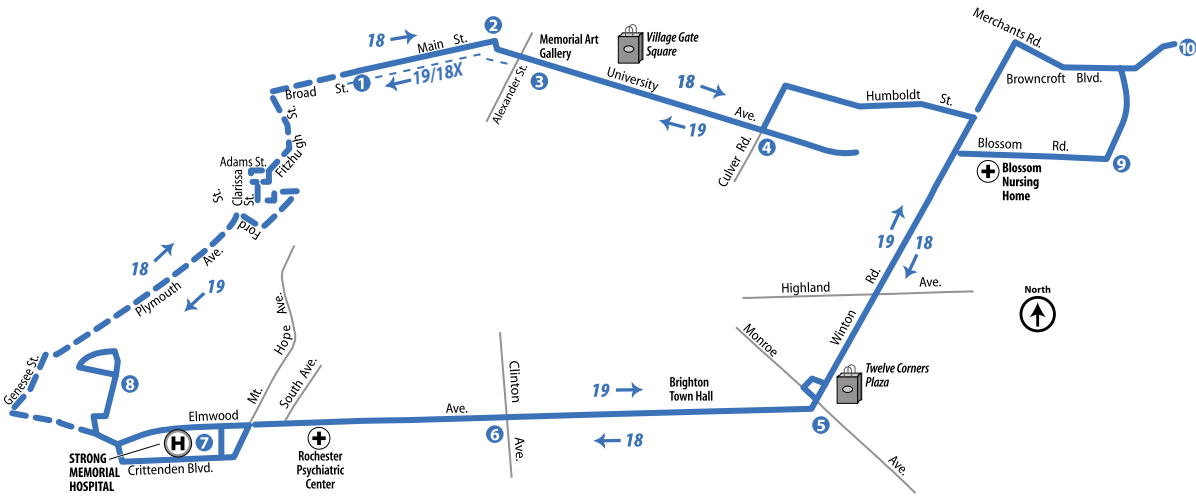 Merchants Rd.
10
2
18
Main St.
Memorial Art
Gallery
Village Gate
Square
1
19/18X
3
University
18
Browncroft Blvd.
Broad St.
St.
Alexander St.
Humboldt St.
Ave.
19
4
Culver Rd.
Blossom Rd.
9
Fitzhugh
Adams St.
Clarissa
St.
St.
Ford
Blossom
Nursing
Home
18
Ave.
19
Plymouth
19
18
Highland Ave.
Rd.
North
Hope Ave.
Mt.
South Ave.
Clinton
Ave.
Monroe
Ave.
Winton
Genesee St.
8
Twelve Corners
Plaza
19
Brighton
Town Hall
Elmwood
Ave.
6
18
5
H
7
STRONG
MEMORIAL
HOSPITAL
Crittenden Blvd.
Rochester
Psychiatric
Center